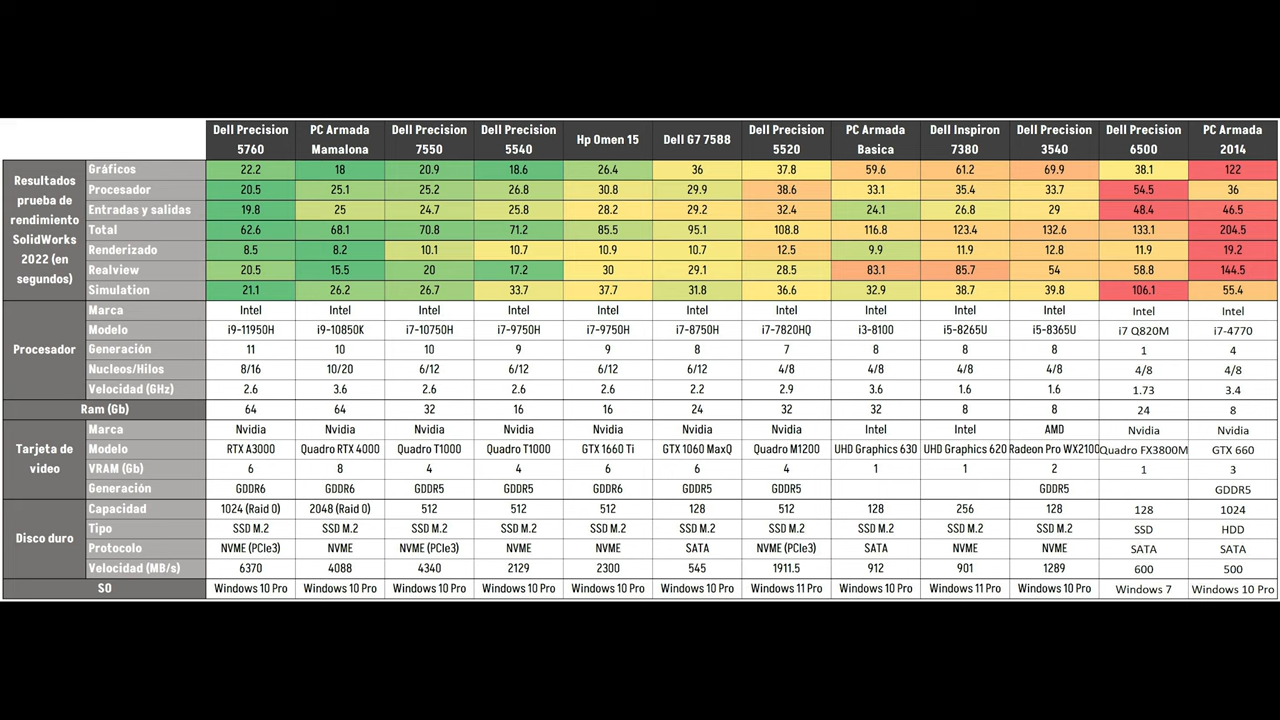 Dell Precision 5760 PC Armada Mamalona Dell Precision 7550 Dell Precision 5540 Hp Omen 15 Dell G7 7588 Dell Precision 5520 PC Armada Basica Dell Inspiron 7380 Dell Precision 3540 Dell Precision 6500 PC Armada 2014
Resultados prueba de rendimiento SolidWorks 2022 (en segundos)
Gráficos 22.2 18 20.9 18.6 26.4 36 37.8 59.6 61.2 69.9 38.1 122
Procesador 20.5 25.1 25.2 26.8 30.8 29.9 38.6 33.1 35.4 33.7 54.5 36
Entradas y salidas 19.8 25 24.7 25.8 28.2 29.2 32.4 24.1 26.8 29 48.4 46.5
Total 62.6 68.1 70.8 71.2 85.5 95.1 108.8 116.8 123.4 132.6 133.1 204.5
Renderizado 8.5 8.2 10.1 10.7 10.9 10.7 12.5 9.9 11.9 12.8 11.9 19.2
Realview 20.5 15.5 20 17.2 30 29.1 28.5 83.1 85.7 54 58.8 144.5
Simulation 21.1 26.2 26.7 33.7 37.7 31.8 36.6 32.9 38.7 39.8 106.1 55.4
Procesador
Marca Intel Intel Intel Intel Intel Intel Intel Intel Intel Intel Intel Intel
Modelo i9-11950H i9-10850K i7-10750H i7-9750H i7-9750H i7-8750H i7-7820HQ i3-8100 i5-8265U i5-8365U i7 Q820M i7-4770
Generación 11 10 10 9 9 8 7 8 8 8 1 4
Nucleos/Hilos 8/16 10/20 6/12 6/12 6/12 6/12 4/8 4/8 4/8 4/8 4/8 4/8
Velocidad (GHz) 2.6 3.6 2.6 2.6 2.6 2.2 2.9 3.6 1.6 1.6 1.73 3.4
Ram (Gb) 64 64 32 16 16 24 32 32 8 8 24 8
Tarjeta de video
Marca Nvidia Nvidia Nvidia Nvidia Nvidia Nvidia Nvidia Intel Intel AMD Nvidia Nvidia
Modelo RTX A3000 Quadro RTX 4000 Quadro T1000 Quadro T1000 GTX 1660 Ti GTX 1060 MaxQ Quadro M1200 UHD Graphics 630 UHD Graphics 620 Radeon Pro WX2100 Quadro FX3800M GTX 660
VRAM (Gb) 6 8 4 4 6 6 4 1 1 2 1 3
Generación GDDR6 GDDR6 GDDR5 GDDR5 GDDR6 GDDR5 GDDR5 GDDR5 GDDR5
Disco duro
Capacidad 1024 (Raid 0) 2048 (Raid 0) 512 512 512 128 512 128 256 128 128 1024
Tipo SSD M.2 SSD M.2 SSD M.2 SSD M.2 SSD M.2 SSD M.2 SSD M.2 SSD M.2 SSD M.2 SSD M.2 SSD HDD
Protocolo NVME (PCIe3) NVME NVME (PCIe3) NVME NVME SATA NVME (PCIe3) SATA NVME NVME SATA SATA
Velocidad (MB/s) 6370 4088 4340 2129 2300 545 1911.5 912 901 1289 600 500
SO Windows 10 Pro Windows 10 Pro Windows 10 Pro Windows 10 Pro Windows 10 Pro Windows 10 Pro Windows 11 Pro Windows 10 Pro Windows 11 Pro Windows 10 Pro Windows 7 Windows 10 Pro